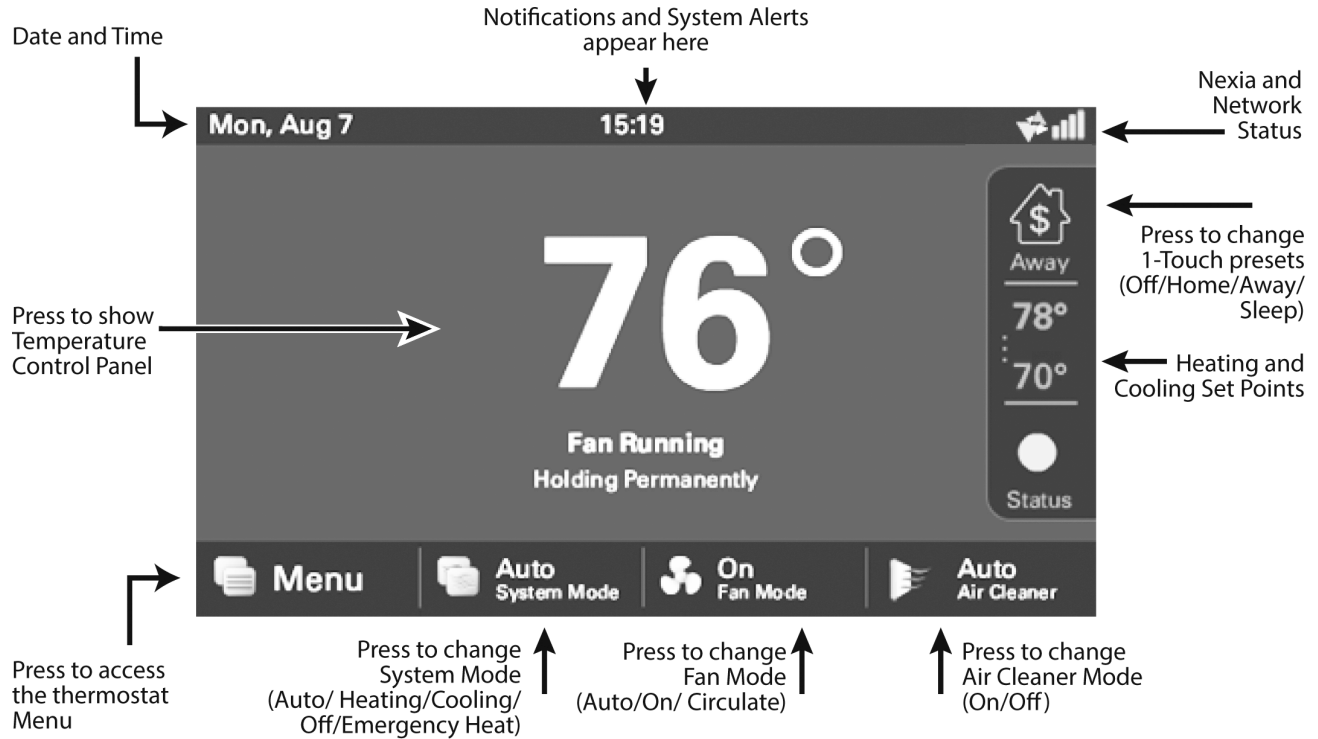 Notifications and System Alerts
appear here
Date and Time
Nexia and
Network
Status
Mon, Aug 7
15:19
$
Away
76°
Press to change
1-Touch presets
(Off/Home/Away/
Sleep)
78°
70°
Press to show
Temperature
Control Panel
Heating and
Cooling Set Points
Fan Running
Holding Permanently
Status
Menu
Auto
System Mode
On
Fan Mode
Auto
Air Cleaner
Press to access
the thermostat
Menu
Press to change
System Mode
(Auto/ Heating/Cooling/
Off/Emergency Heat)
Press to change
Fan Mode
(Auto/On/ Circulate)
Press to change
Air Cleaner Mode
(On/Off)